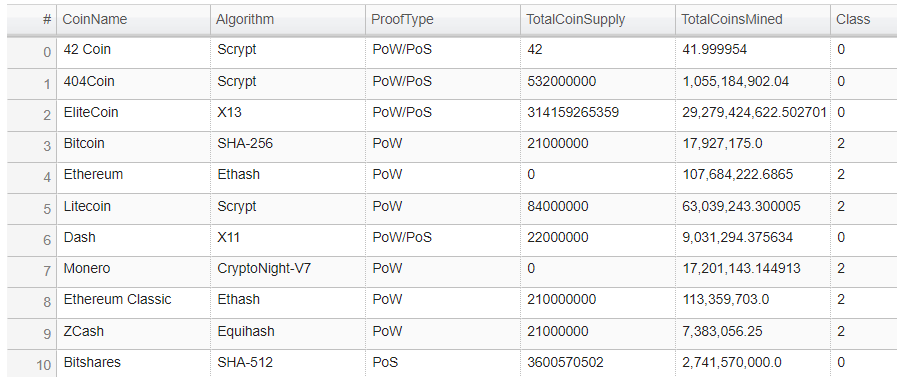 # CoinName Algorithm ProofType TotalCoinSupply TotalCoinsMined Class
0 42 Coin Scrypt PoW/PoS 42 41.999954 0
1 404Coin Scrypt PoW/PoS 532000000 1,055,184,902.04 0
2 EliteCoin X13 PoW/PoS 314159265359 29,279,424,622.502701 0
3 Bitcoin SHA-256 PoW 21000000 17,927,175.0 2
4 Ethereum Ethash PoW 0 107,684,222.6865 2
5 Litecoin Scrypt PoW 84000000 63,039,243.300005 2
6 Dash X11 PoW/PoS 22000000 9,031,294.375634 0
7 Monero CryptoNight-V7 PoW 0 17,201,143.144913 2
8 Ethereum Classic Ethash PoW 210000000 113,359,703.0 2
9 ZCash Equihash PoW 21000000 7,383,056.25 2
10 Bitshares SHA-512 PoS 3600570502 2,741,570,000.0 0